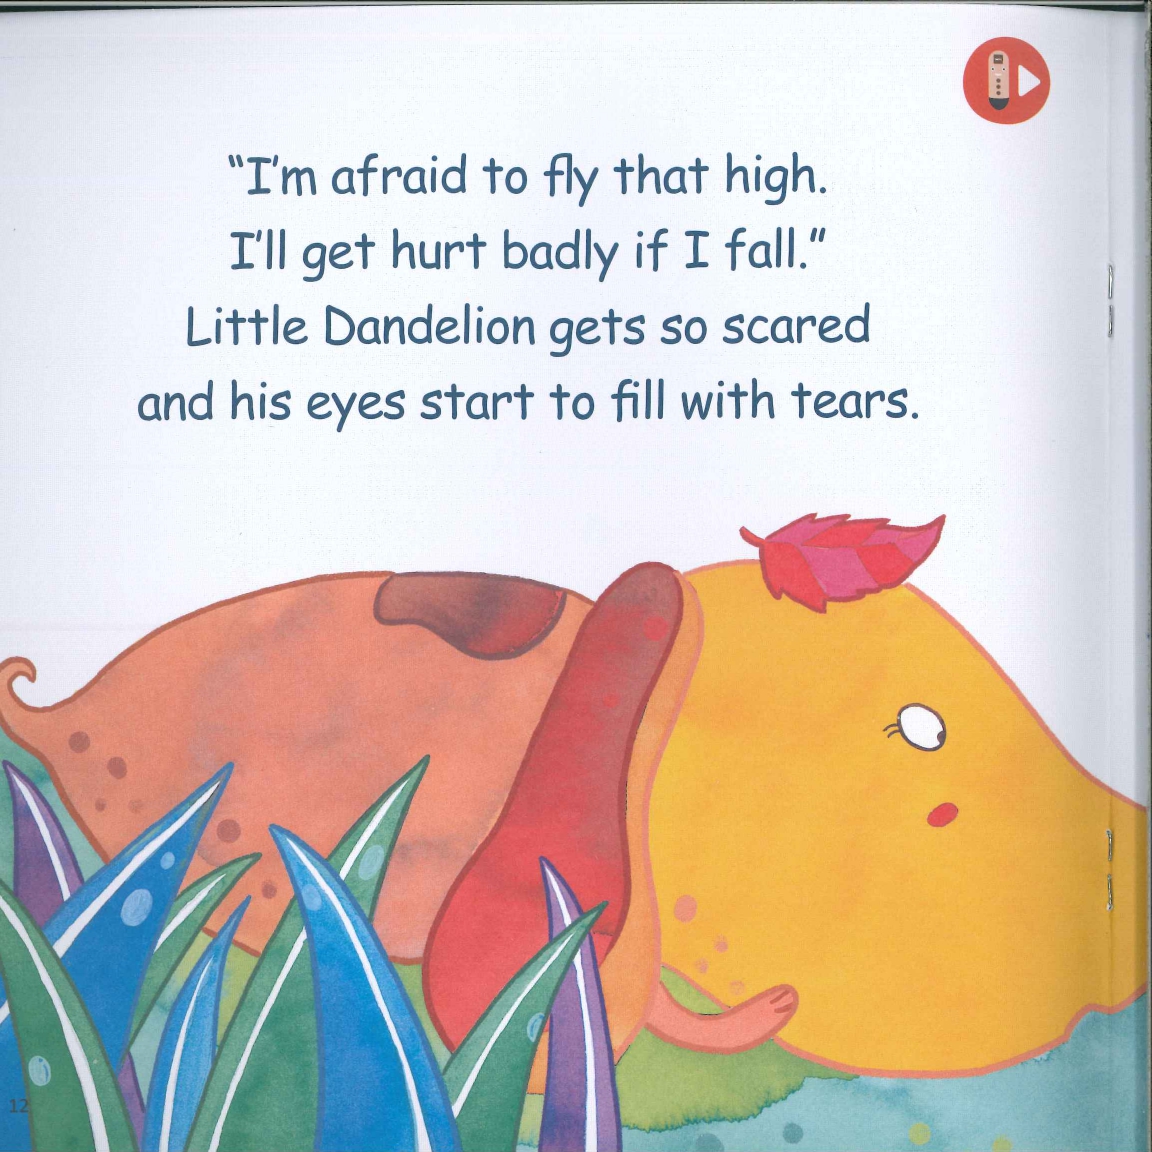 “I’m afraid to fly that high.
I’ll get hurt badly if I fall.”
Little Dandelion gets so scared
and his eyes start to fill with tears.
12